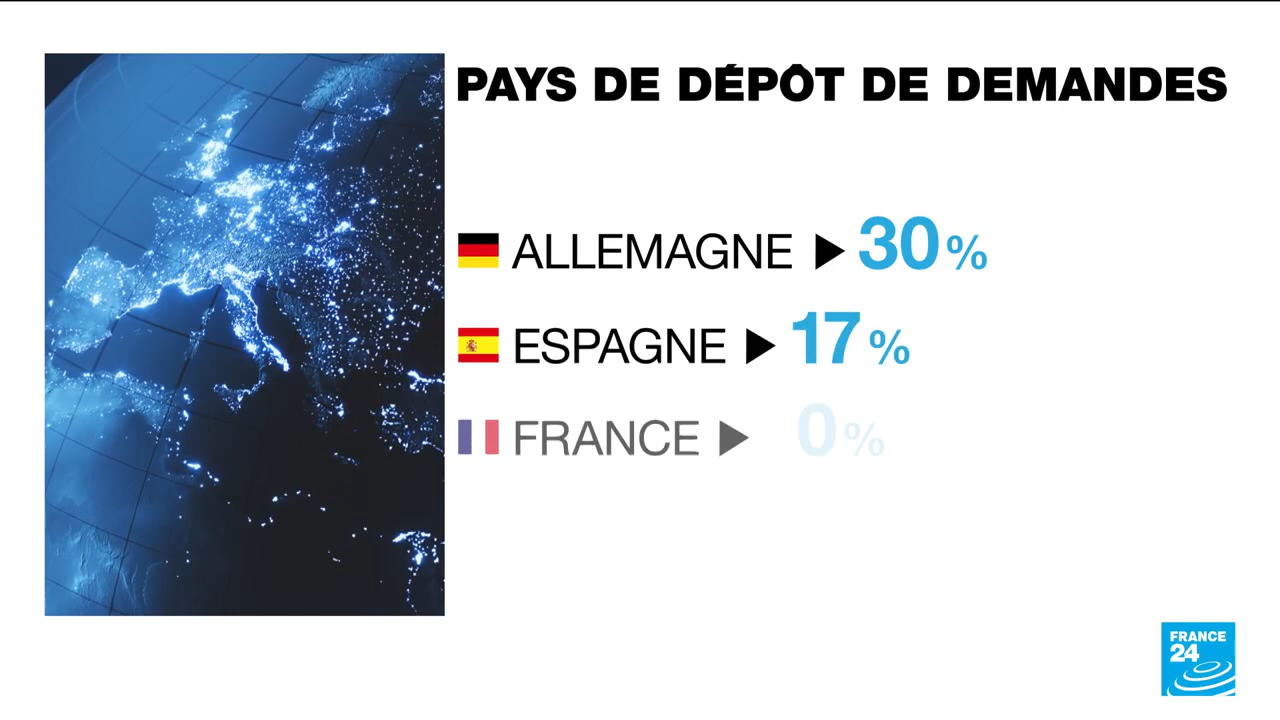 PAYS DE DÉPÔT DE DEMANDES
ALLEMAGNE ▶ 30 %
ESPAGNE ▶ 17 %
FRANCE ▶ 0 %
FRANCE
24